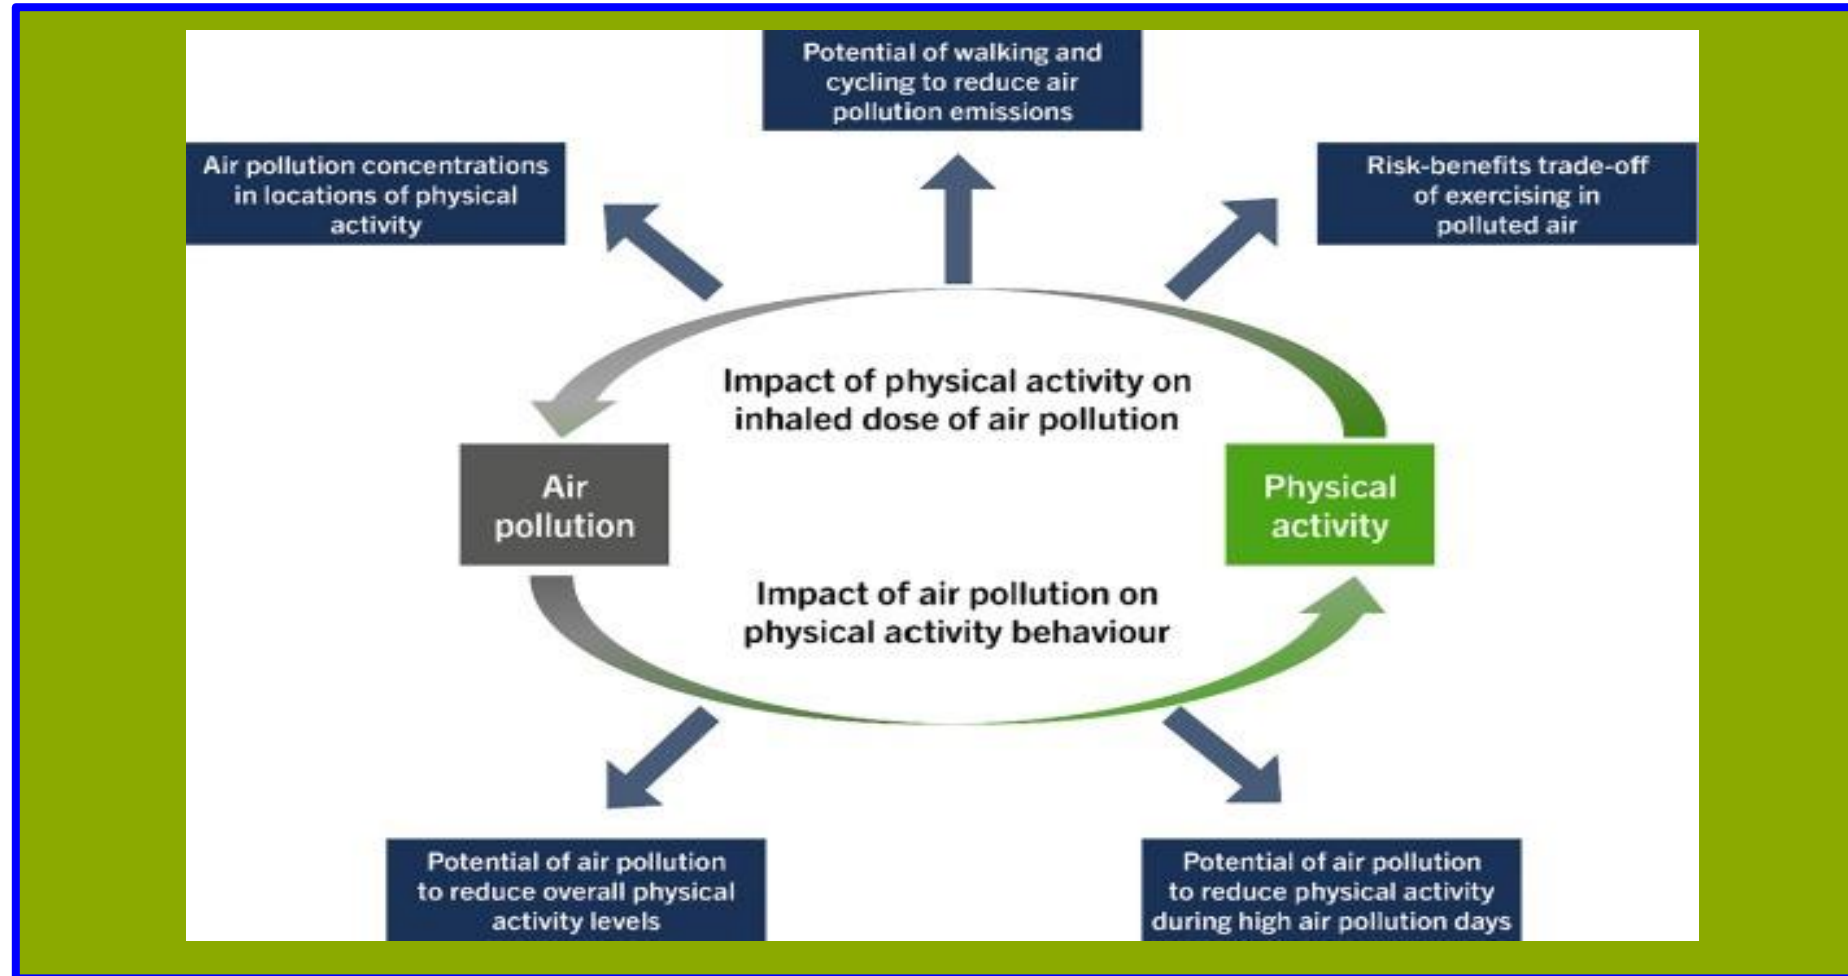 Potential of walking and
cycling to reduce air
pollution emissions
Air pollution concentrations
in locations of physical
activity
Risk-benefits trade-off
of exercising in
polluted air
Impact of physical activity on
inhaled dose of air pollution
Air
pollution
Physical
activity
Impact of air pollution on
physical activity behaviour
Potential of air pollution
to reduce overall physical
activity levels
Potential of air pollution
to reduce physical activity
during high air pollution days